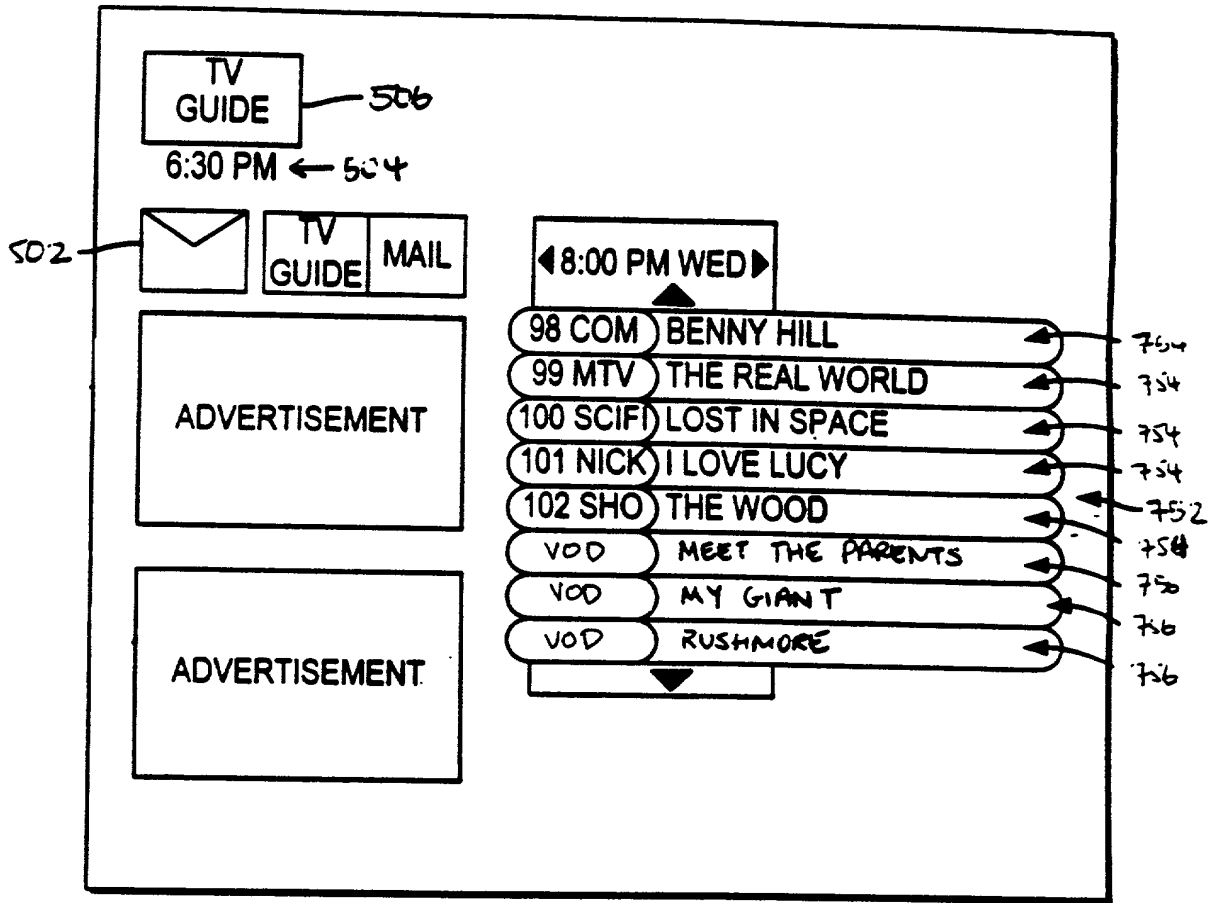 TV
GUIDE
506
6:30 PM
504
502
TV
GUIDE
MAIL
8:00 PM WED
98 COM BENNY HILL
754
99 MTV THE REAL WORLD
754
100 SCIFI LOST IN SPACE
754
101 NICK I LOVE LUCY
754
752
102 SHO THE WOOD
754
VOD MEET THE PARENTS
VOD MY GIANT
756
VOD RUSHMORE
756
ADVERTISEMENT
ADVERTISEMENT